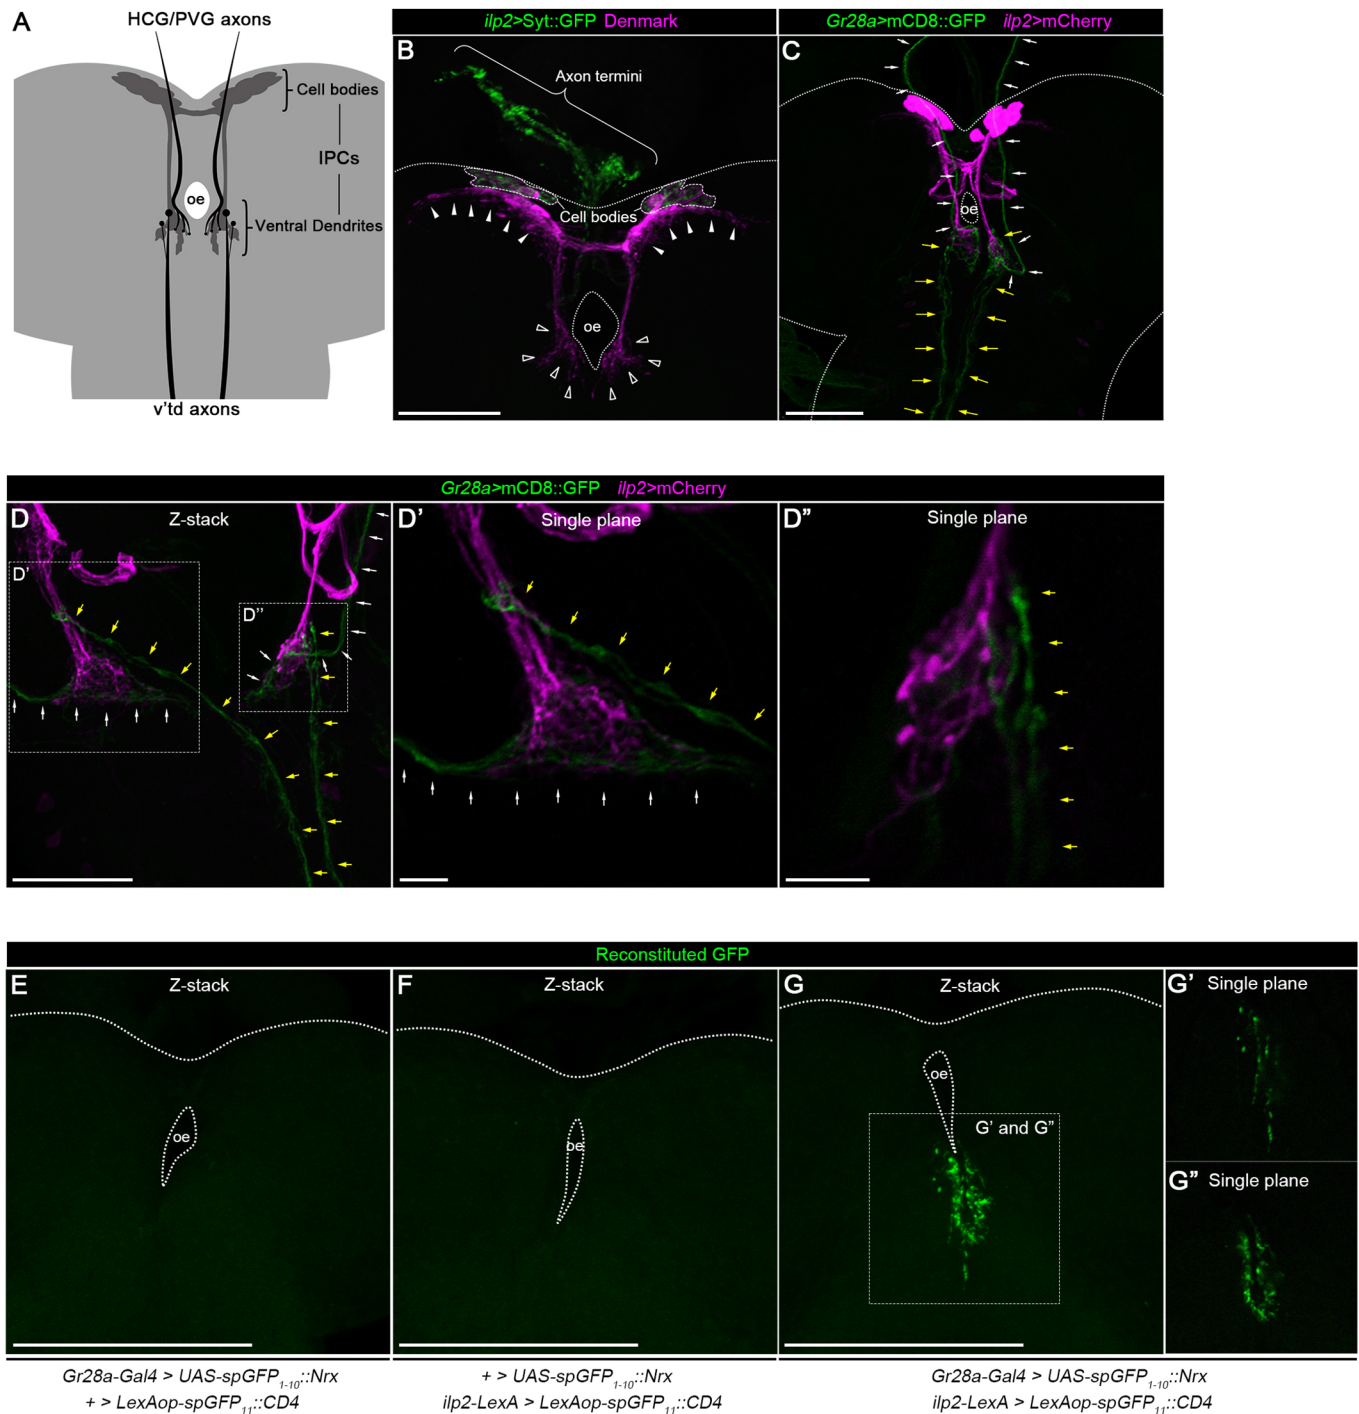 A
HCG/PVG axons
Cell bodies
IPCs
oe
Ventral Dendrites
v'td axons
ilp2>Syt::GFP Denmark
B
Axon termini
Cell bodies
oe
Gr28a>mCD8::GFP ilp2>mCherry
C
oe
Gr28a>mCD8::GFP ilp2>mCherry
D
Z-stack
D'
D''
D'
Single plane
D"
Single plane
Reconstituted GFP
E
Z-stack
oe
F
Z-stack
oe
G
Z-stack
oe
G' and G"
G'
Single plane
G"
Single plane
Gr28a-Gal4 > UAS-spGFP1-10::Nrx
+ > LexAop-spGFP11::CD4
+ > UAS-spGFP1-10::Nrx
ilp2-LexA > LexAop-spGFP11::CD4
Gr28a-Gal4 > UAS-spGFP1-10::Nrx
ilp2-LexA > LexAop-spGFP11::CD4